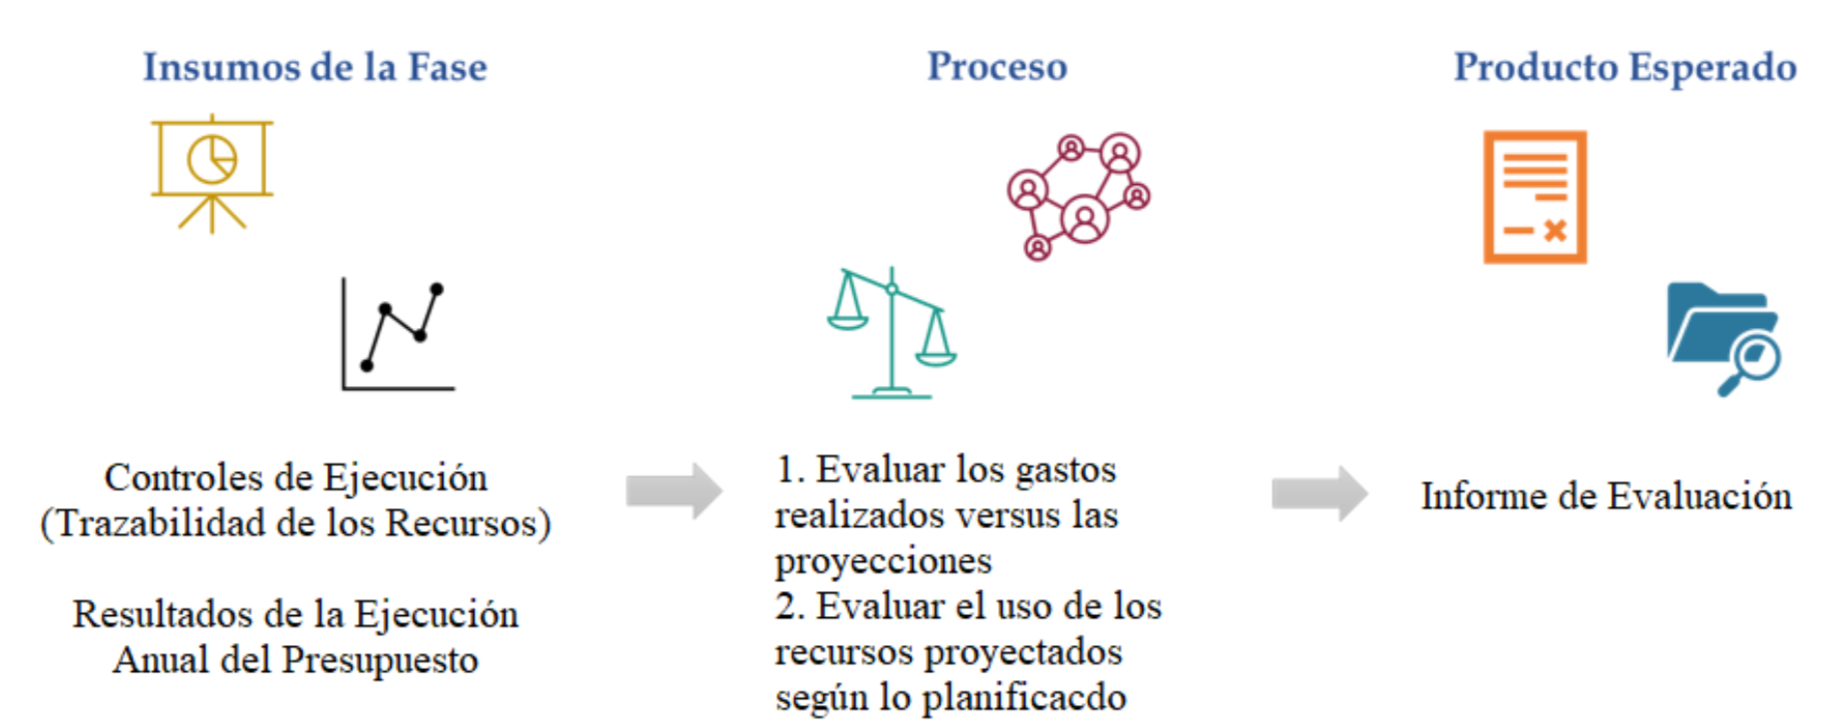 Insumos de la Fase
Proceso
Producto Esperado
Controles de Ejecución
(Trazabilidad de los Recursos)
Resultados de la Ejecución
Anual del Presupuesto
1. Evaluar los gastos
realizados versus las
proyecciones
2. Evaluar el uso de los
recursos proyectados
según lo planificacdo
Informe de Evaluación